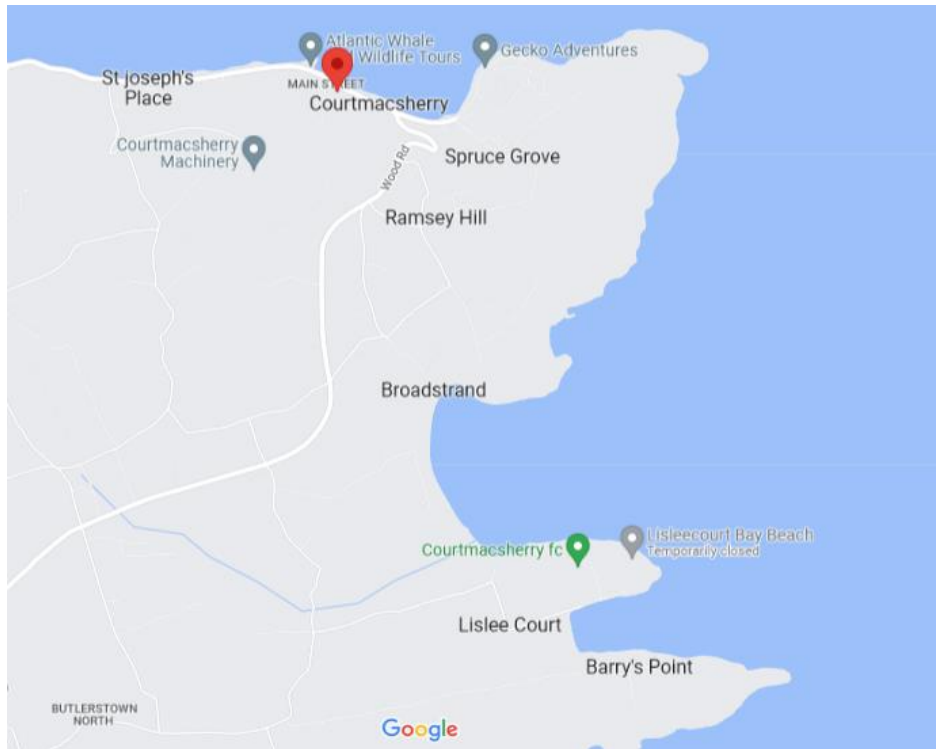 Atlantic Whale
Wildlife Tours
Gecko Adventures
St joseph's
Place
MAIN STREET
Courtmacsherry
Courtmacsherry
Machinery
Spruce Grove
Wood Rd
Ramsey Hill
Broadstrand
Lisleecourt Bay Beach
Temporarily closed
Courtmacsherry fc
Lislee Court
Barry's Point
BUTLERSTOWN
NORTH
Google